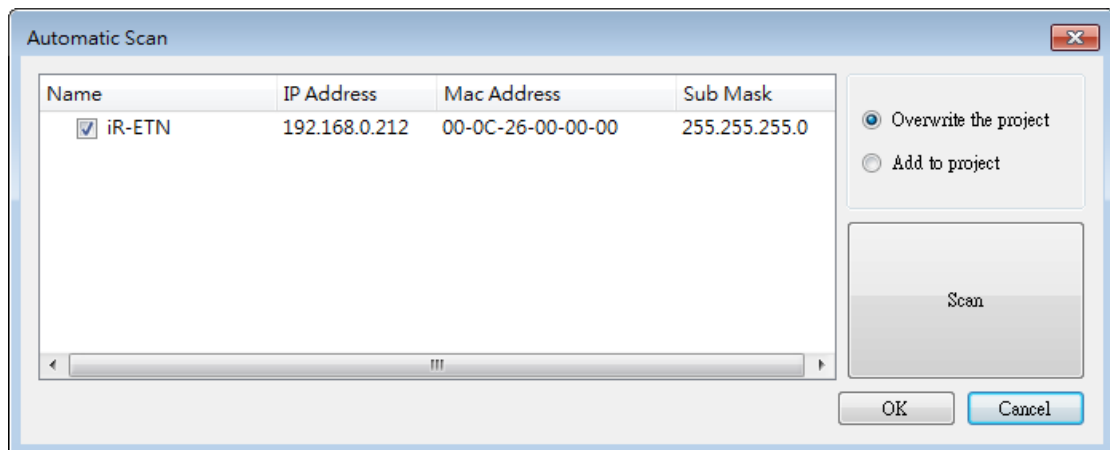 Automatic Scan
Name IP Address Mac Address Sub Mask
iR-ETN 192.168.0.212 00-0C-26-00-00-00 255.255.255.0
Overwrite the project
Add to project
Scan
OK Cancel